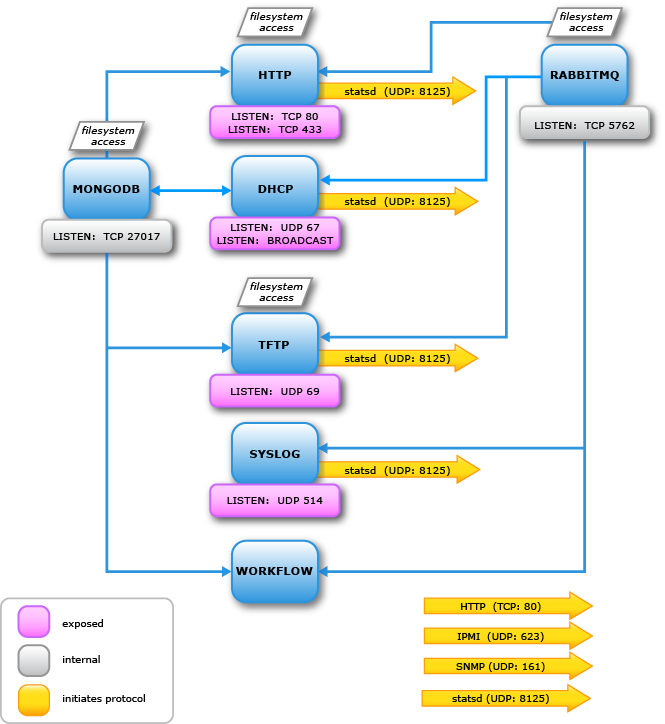 filesystem
access
filesystem
access
HTTP
RABBITMQ
statsd (UDP: 8125)
LISTEN: TCP 80
LISTEN: TCP 433
LISTEN: TCP 5762
filesystem
access
MONGODB
DHCP
statsd (UDP: 8125)
LISTEN: TCP 27017
LISTEN: UDP 67
LISTEN: BROADCAST
filesystem
access
TFTP
statsd (UDP: 8125)
LISTEN: UDP 69
SYSLOG
statsd (UDP: 8125)
LISTEN: UDP 514
WORKFLOW
exposed
internal
initiates protocol
HTTP (TCP: 80)
IPMI (UDP: 623)
SNMP (UDP: 161)
statsd (UDP: 8125)